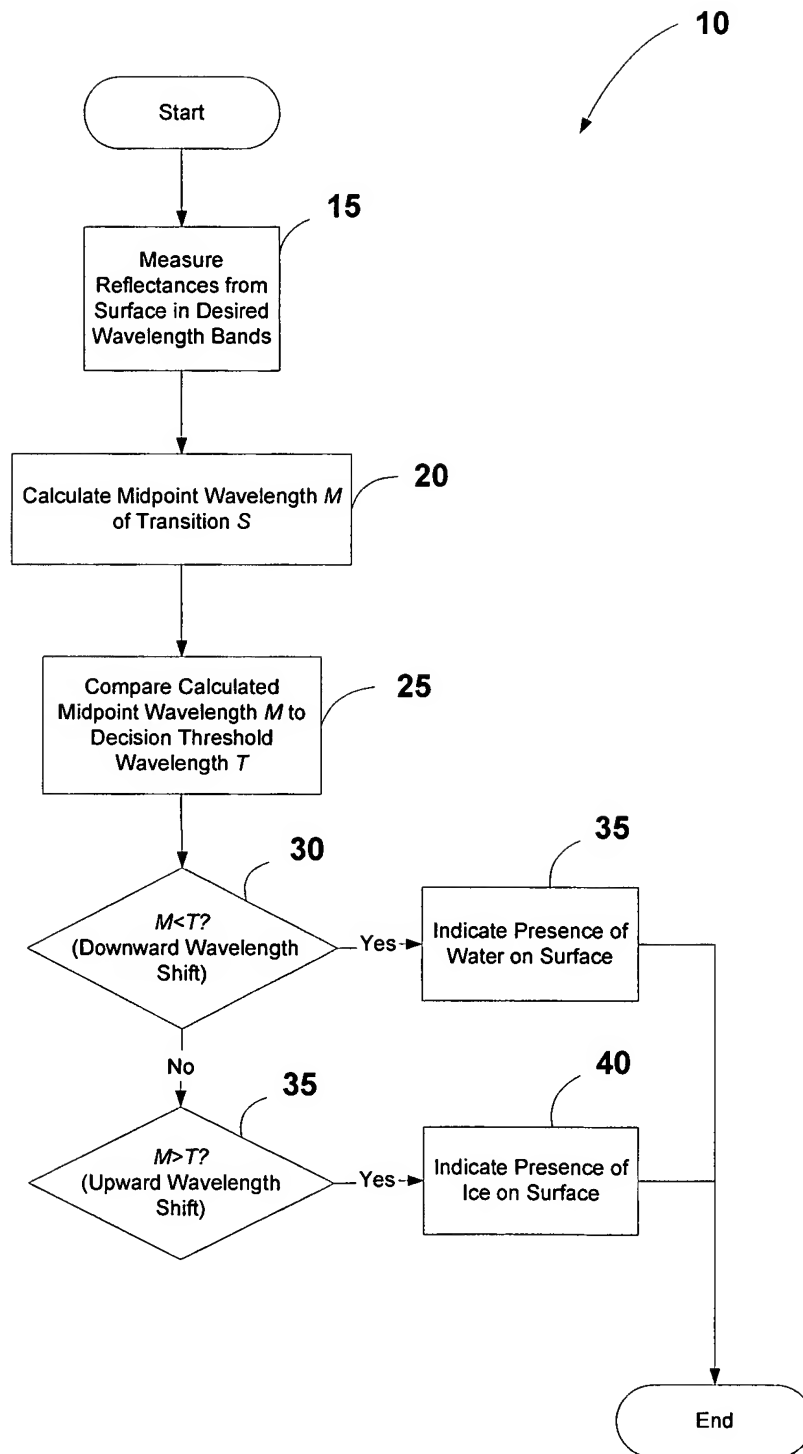 10
Start
15
Measure
Reflectances from
Surface in Desired
Wavelength Bands
20
Calculate Midpoint Wavelength M
of Transition S
25
Compare Calculated
Midpoint Wavelength M to
Decision Threshold
Wavelength T
30
M<T?
(Downward Wavelength
Shift)
Yes
35
Indicate Presence of
Water on Surface
No
35
M>T?
(Upward Wavelength
Shift)
Yes
40
Indicate Presence of
Ice on Surface
End